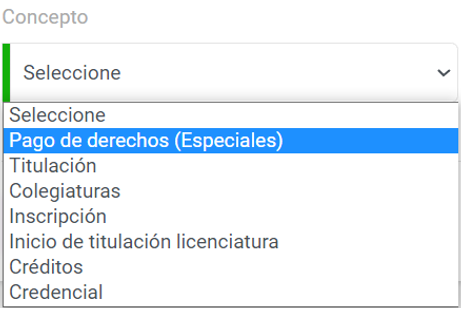 Concepto
Seleccione
Seleccione
Pago de derechos (Especiales)
Titulación
Colegiaturas
Inscripción
Inicio de titulación licenciatura
Créditos
Credencial